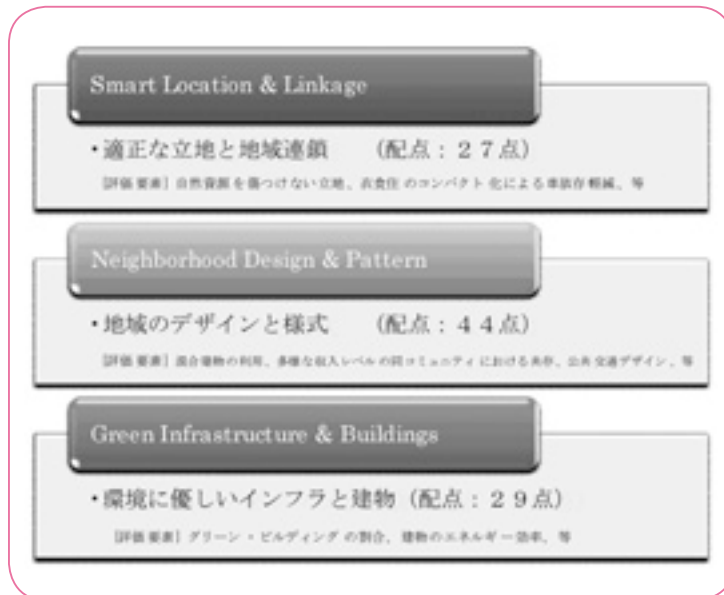 Smart Location & Linkage
・適正な立地と地域連鎖　　（配点：２７点）
［評価要素］自然資源を傷つけない立地、衣食住のコンパクト化による車依存軽減、等
Neighborhood Design & Pattern
・地域のデザインと様式　　（配点：４４点）
［評価要素］混合建物の利用、多様な収入レベルの同コミュニティにおける共存、公共交通デザイン、等
Green Infrastructure & Buildings
・環境に優しいインフラと建物（配点：２９点）
［評価要素］グリーン・ビルディングの割合、建物のエネルギー効率、等